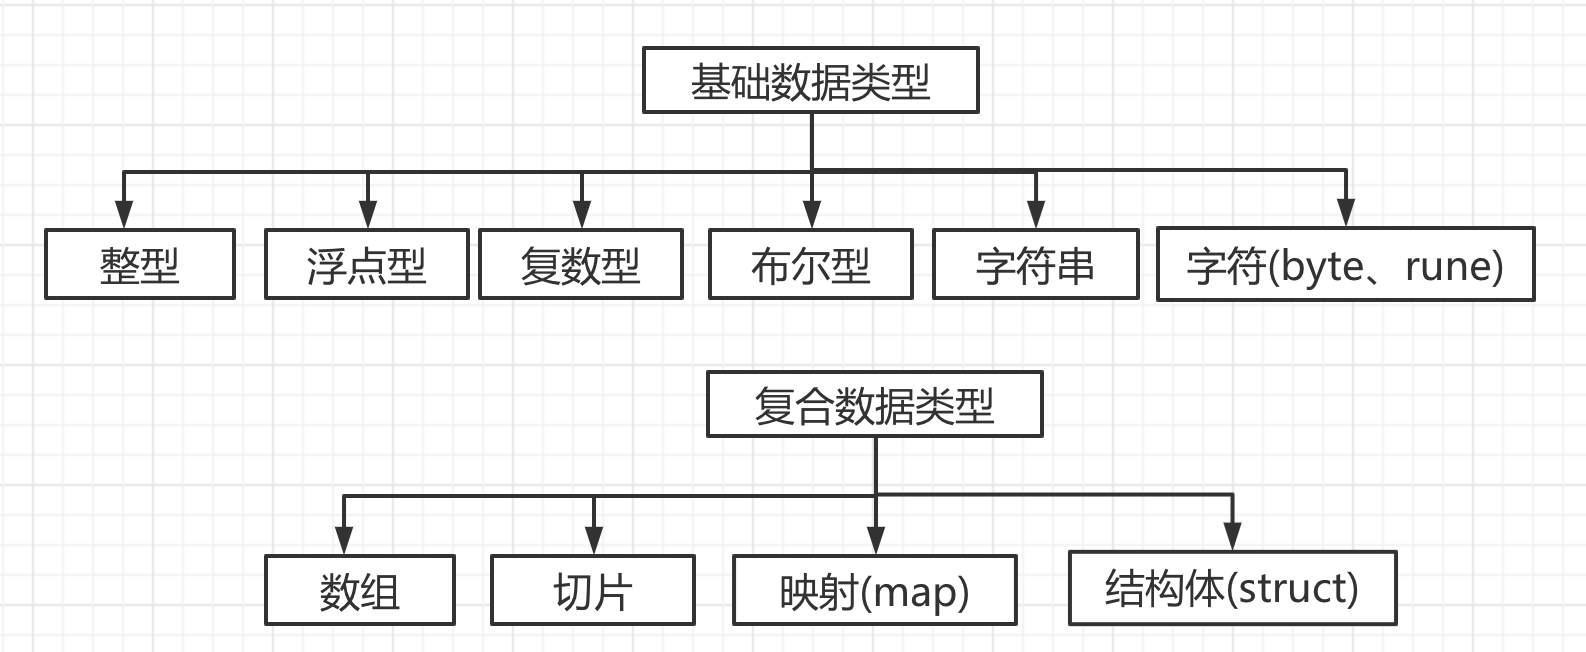 基础数据类型
整型
浮点型
复数型
布尔型
字符串
字符(byte、rune)
复合数据类型
数组
切片
映射(map)
结构体(struct)